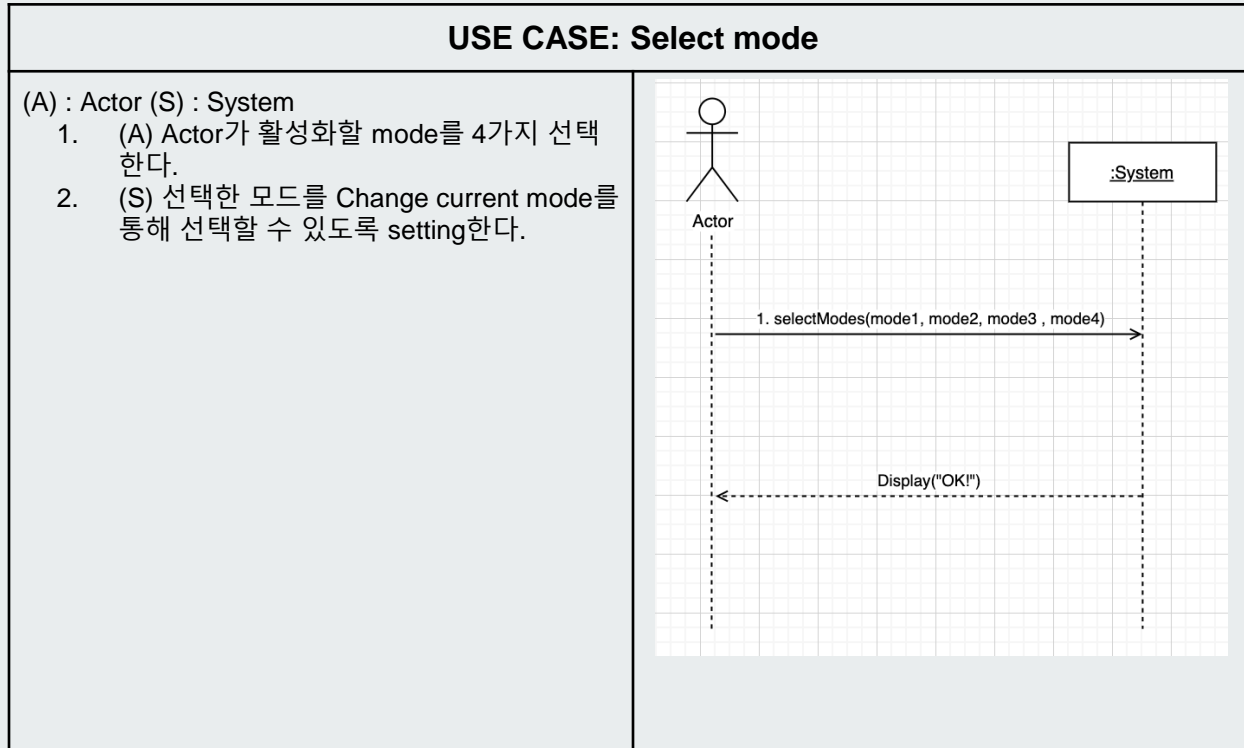 USE CASE: Select mode
(A) : Actor (S) : System
1. (A) Actor가 활성화할 mode를 4가지 선택
한다.
2. (S) 선택한 모드를 Change current mode를
통해 선택할 수 있도록 setting한다.
:System
Actor
1. selectModes(mode1, mode2, mode3 , mode4)
Display("OK!")